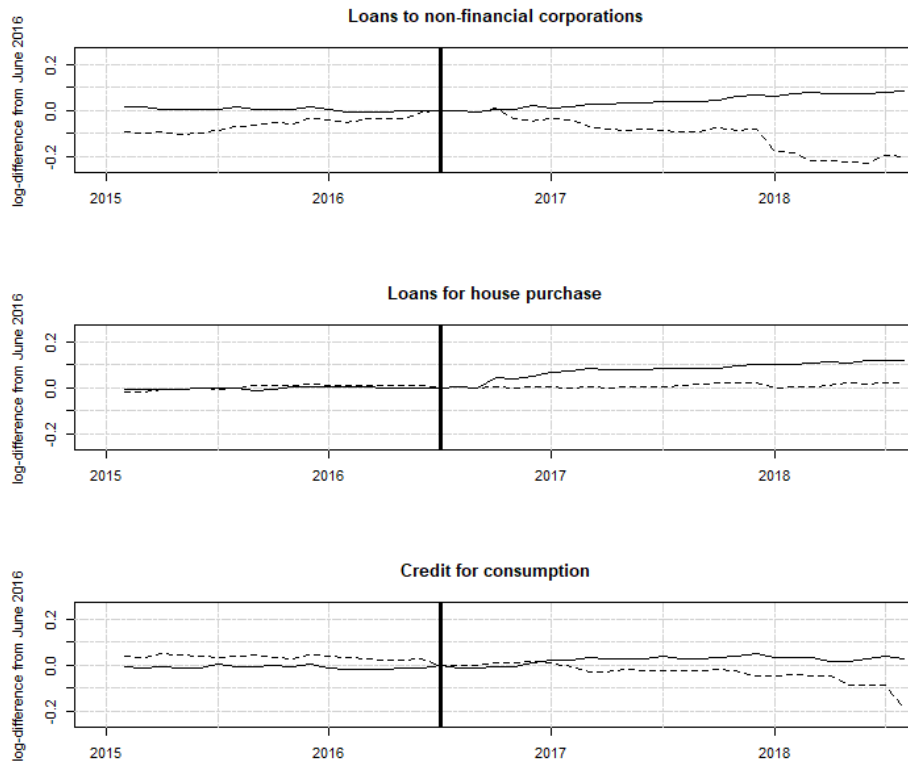 Loans to non-financial corporations
log-difference from June 2016
0.2
0.0
-0.2
2015 2016 2017 2018
Loans for house purchase
log-difference from June 2016
0.2
0.0
-0.2
2015 2016 2017 2018
Credit for consumption
log-difference from June 2016
0.2
0.0
-0.2
2015 2016 2017 2018